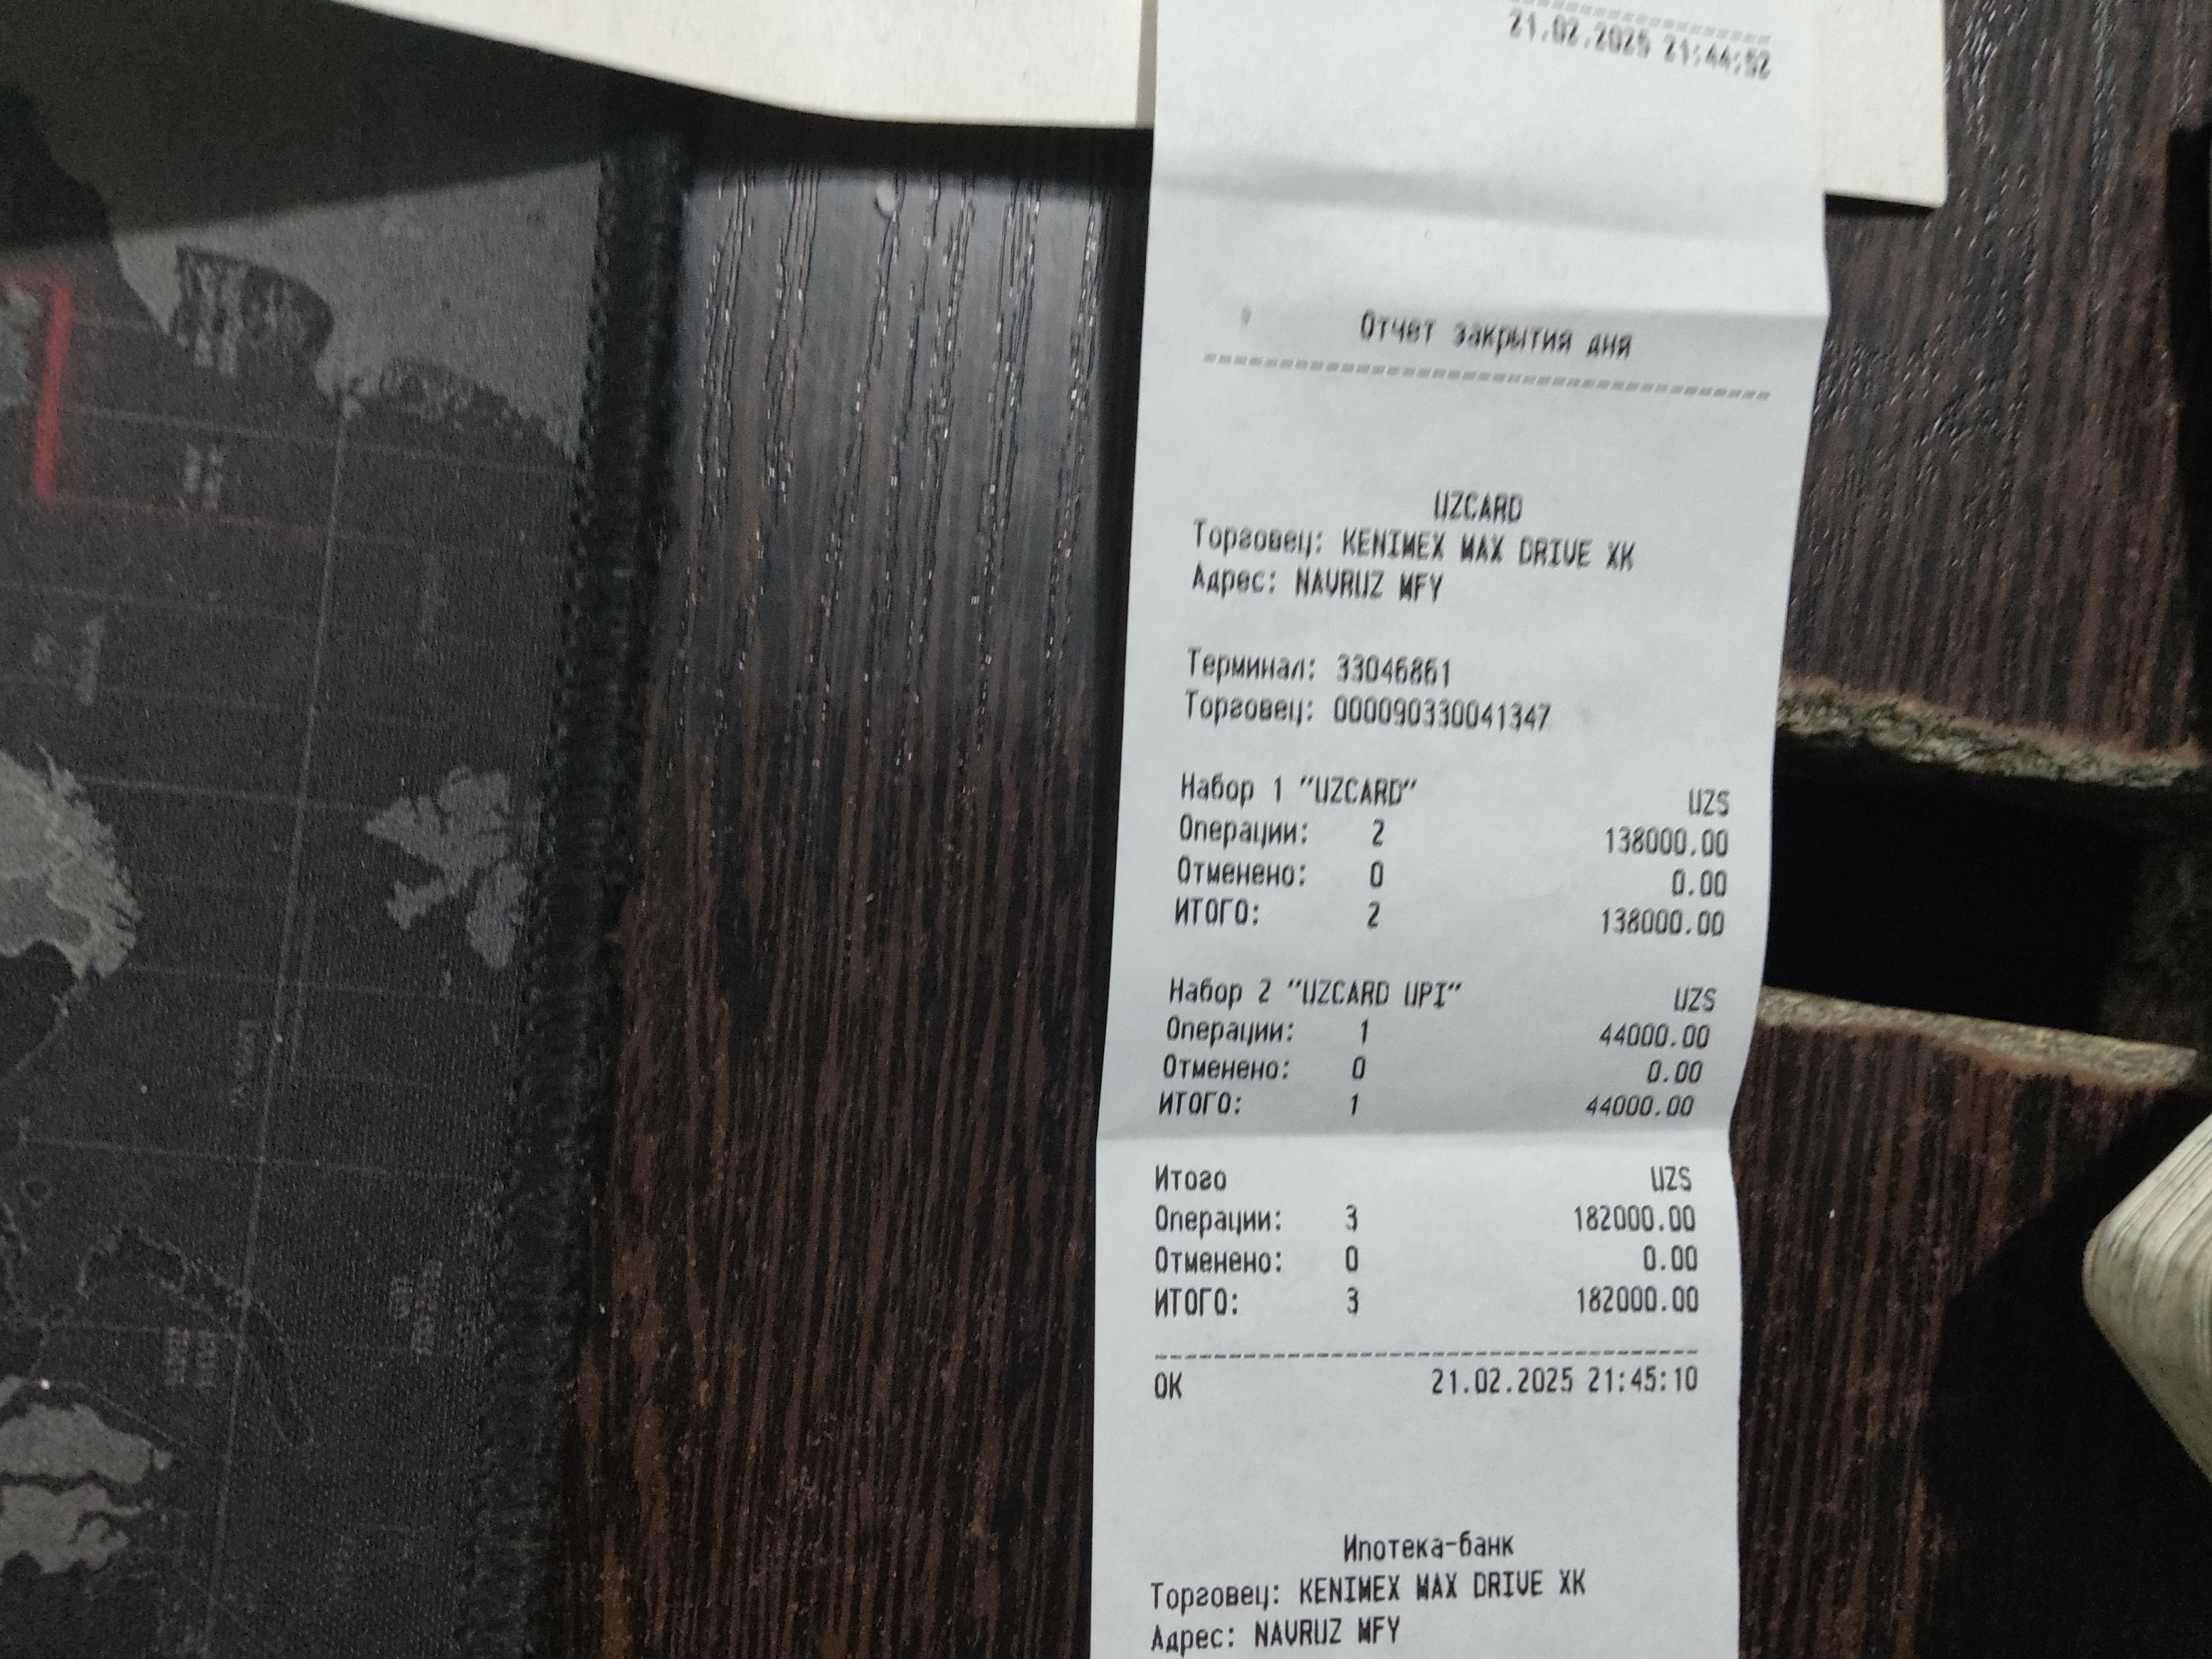 21.02.2025 21:44:52
Отчет закрытия дня
UZCARD
Торговец: KENIMEX MAX DRIVE XK
Адрес: NAVRUZ MFY
Терминал: 33046861
Торговец: 000090330041347
Набор 1 "UZCARD" UZS
Операции: 2 138000.00
Отменено: 0 0.00
ИТОГО: 2 138000.00
Набор 2 "UZCARD UPI" UZS
Операции: 1 44000.00
Отменено: 0 0.00
ИТОГО: 1 44000.00
Итого UZS
Операции: 3 182000.00
Отменено: 0 0.00
ИТОГО: 3 182000.00
OK 21.02.2025 21:45:10
Ипотека-банк
Торговец: KENIMEX MAX DRIVE XK
Адрес: NAVRUZ MFY